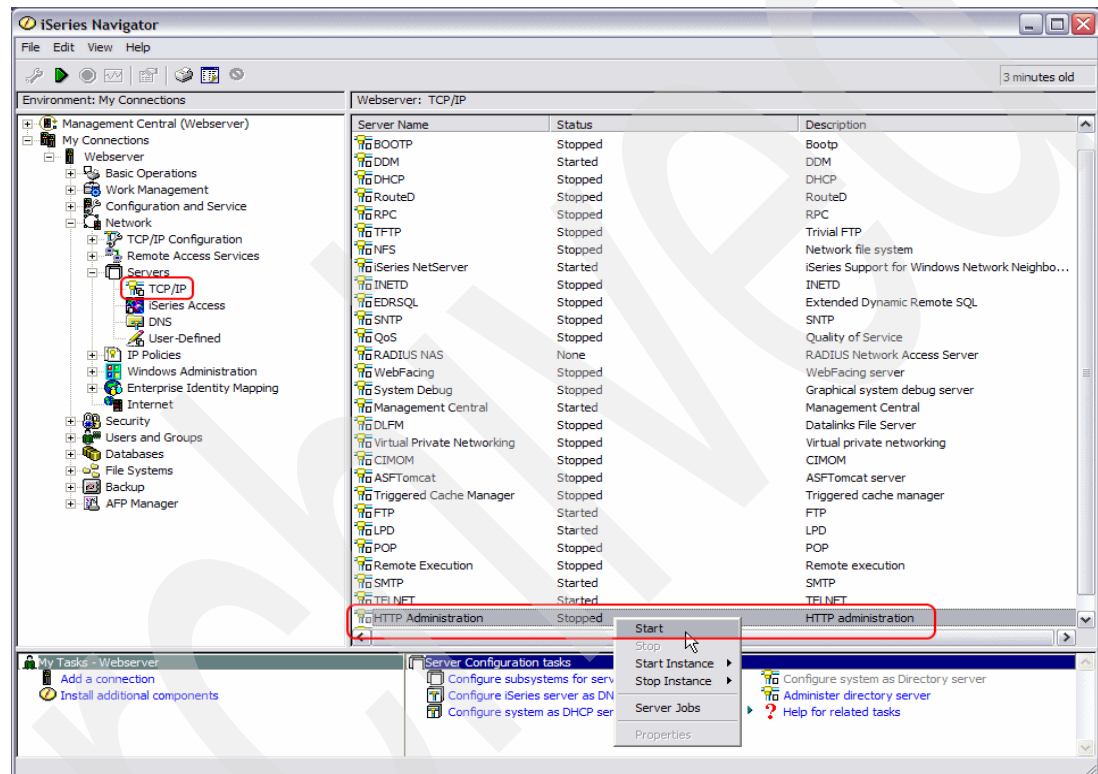 iSeries Navigator
File Edit View Help
3 minutes old
Environment: My Connections
Webserver: TCP/IP
Management Central (Webserver)
My Connections
Webserver
Basic Operations
Work Management
Configuration and Service
Network
TCP/IP Configuration
Remote Access Services
Servers
TCP/IP
iSeries Access
DNS
User-Defined
IP Policies
Windows Administration
Enterprise Identity Mapping
Internet
Security
Users and Groups
Databases
File Systems
Backup
AFP Manager
Server Name Status Description
BOOTP Stopped Bootp
DDM Started DDM
DHCP Stopped DHCP
RouteD Stopped RouteD
RPC Stopped RPC
TFTP Stopped Trivial FTP
NFS Stopped Network file system
iSeries NetServer Started iSeries Support for Windows Network Neighbo...
INETD Stopped INETD
EDRSQL Stopped Extended Dynamic Remote SQL
SNTP Stopped SNTP
QoS Stopped Quality of Service
RADIUS NAS None RADIUS Network Access Server
WebFacing Stopped WebFacing server
System Debug Stopped Graphical system debug server
Management Central Started Management Central
DLFM Stopped Datalinks File Server
Virtual Private Networking Stopped Virtual private networking
CIMOM Stopped CIMOM
ASFTomcat Stopped ASFTomcat server
Triggered Cache Manager Stopped Triggered cache manager
FTP Started FTP
LPD Started LPD
POP Stopped POP
Remote Execution Stopped Remote execution
SMTP Started SMTP
TELNET Started TELNET
HTTP Administration Stopped HTTP administration
Start
Stop
Start Instance
Stop Instance
Server Jobs
Properties
My Tasks - Webserver
Add a connection
Install additional components
Server Configuration tasks
Configure subsystems for serv
Configure iSeries server as DN
Configure system as DHCP ser
Configure system as Directory server
Administer directory server
Help for related tasks